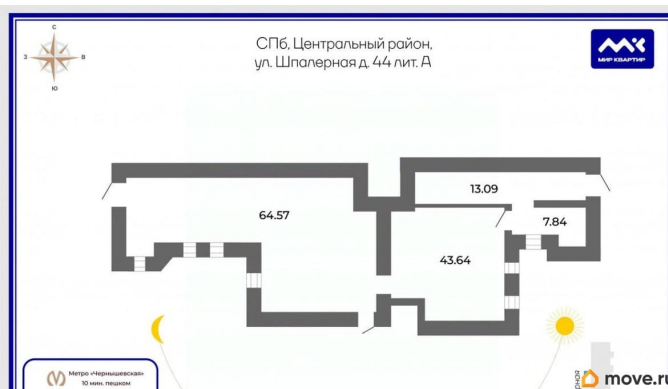 С
З
В
Ю
СПб, Центральный район,
ул. Шпалерная д. 44 лит. А
МИР КВАРТИР
13.09
64.57
7.84
43.64
Метро «Чернышевская»
10 мин. пешком
move.ru